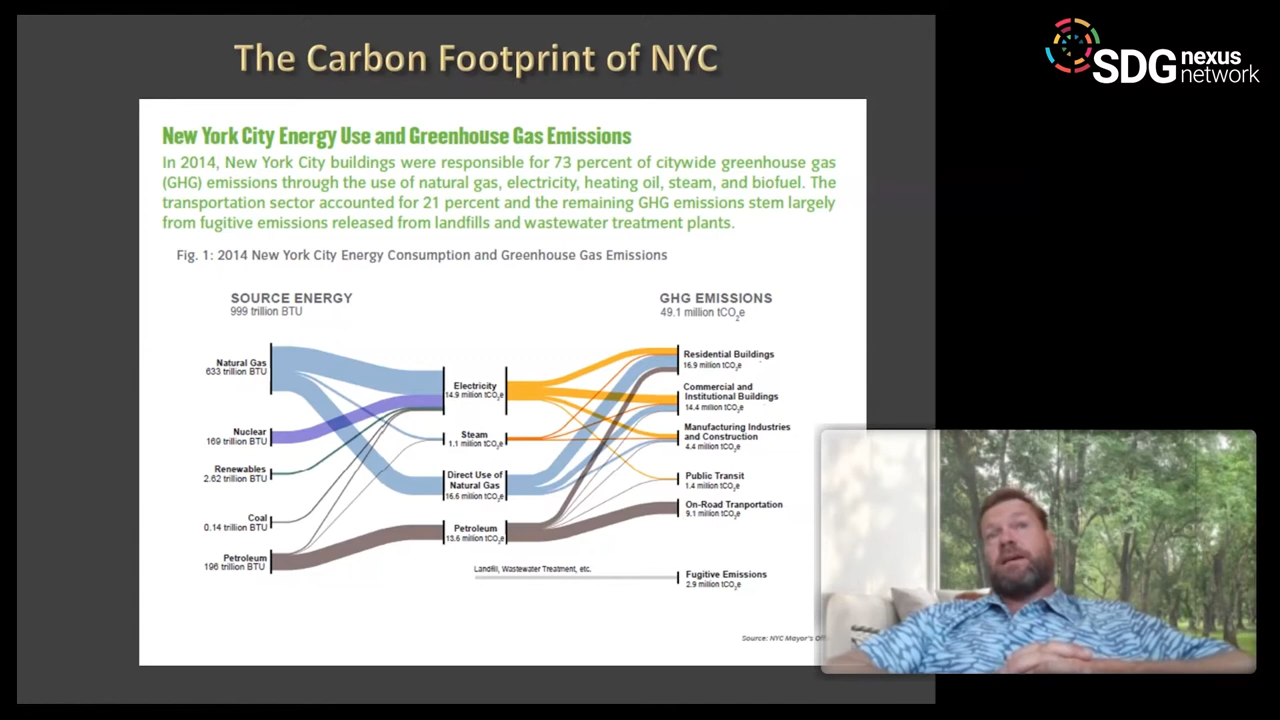 The Carbon Footprint of NYC
SDG nexus
network
New York City Energy Use and Greenhouse Gas Emissions
In 2014, New York City buildings were responsible for 73 percent of citywide greenhouse gas
(GHG) emissions through the use of natural gas, electricity, heating oil, steam, and biofuel. The
transportation sector accounted for 21 percent and the remaining GHG emissions stem largely
from fugitive emissions released from landfills and wastewater treatment plants.
Fig. 1: 2014 New York City Energy Consumption and Greenhouse Gas Emissions
SOURCE ENERGY
999 trillion BTU
Natural Gas
633 trillion BTU
Nuclear
169 trillion BTU
Renewables
2.62 trillion BTU
Coal
0.14 trillion BTU
Petroleum
196 trillion BTU
Electricity
14.9 million tCO₂e
Steam
1.1 million tCO₂e
Direct Use of
Natural Gas
16.6 million tCO₂e
Petroleum
13.6 million tCO₂e
Landfill, Wastewater Treatment, etc.
GHG EMISSIONS
49.1 million tCO₂e
Residential Buildings
16.9 million tCO₂e
Commercial and
Institutional Buildings
14.4 million tCO₂e
Manufacturing Industries
and Construction
4.4 million tCO₂e
Public Transit
1.4 million tCO₂e
On-Road Tranportation
9.1 million tCO₂e
Fugitive Emissions
2.9 million tCO₂e
Source: NYC Mayor's